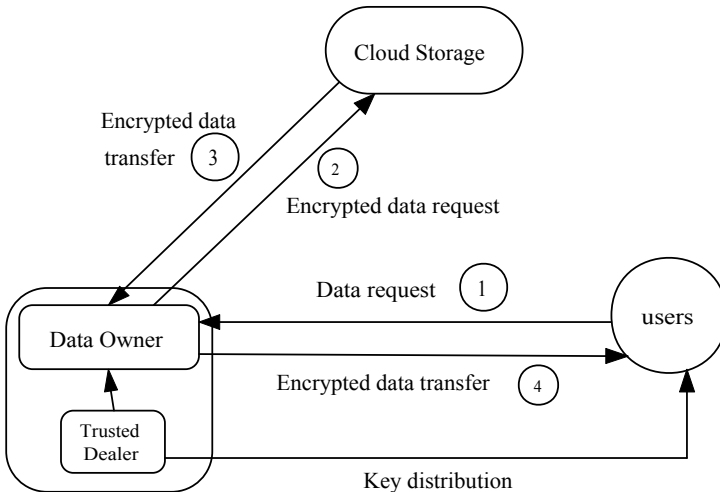 Cloud Storage
Encrypted data
transfer 3
2
Encrypted data request
Data request 1
users
Data Owner
Encrypted data transfer 4
Trusted
Dealer
Key distribution